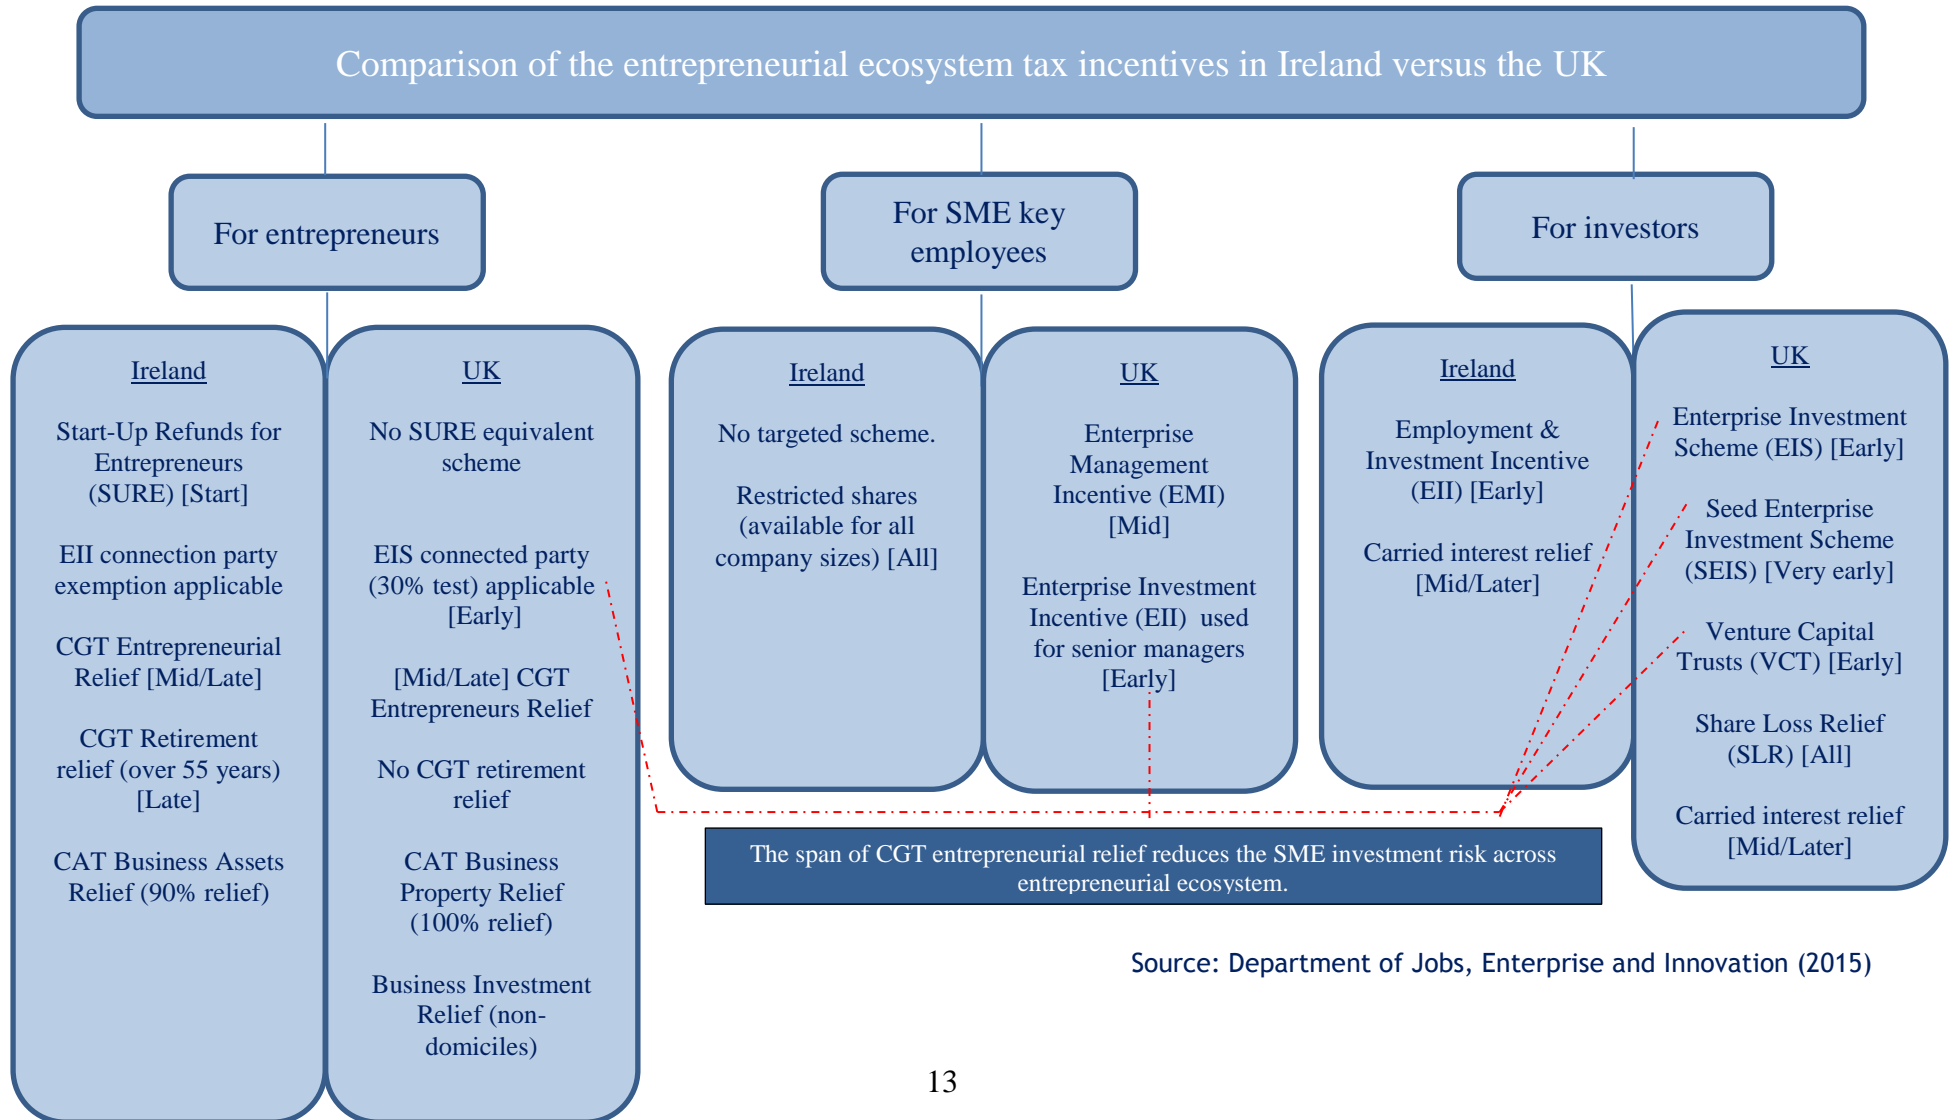 Comparison of the entrepreneurial ecosystem tax incentives in Ireland versus the UK
For entrepreneurs
For SME key
employees
For investors
Ireland
Start-Up Refunds for
Entrepreneurs
(SURE) [Start]
EII connection party
exemption applicable
CGT Entrepreneurial
Relief [Mid/Late]
CGT Retirement
relief (over 55 years)
[Late]
CAT Business Assets
Relief (90% relief)
UK
No SURE equivalent
scheme
EIS connected party
(30% test) applicable
[Early]
[Mid/Late] CGT
Entrepreneurs Relief
No CGT retirement
relief
CAT Business
Property Relief
(100% relief)
Business Investment
Relief (non-
domiciles)
Ireland
No targeted scheme.
Restricted shares
(available for all
company sizes) [All]
UK
Enterprise
Management
Incentive (EMI)
[Mid]
Enterprise Investment
Incentive (EII) used
for senior managers
[Early]
Ireland
Employment &
Investment Incentive
(EII) [Early]
Carried interest relief
[Mid/Later]
UK
Enterprise Investment
Scheme (EIS) [Early]
Seed Enterprise
Investment Scheme
(SEIS) [Very early]
Venture Capital
Trusts (VCT) [Early]
Share Loss Relief
(SLR) [All]
Carried interest relief
[Mid/Later]
The span of CGT entrepreneurial relief reduces the SME investment risk across
entrepreneurial ecosystem.
Source: Department of Jobs, Enterprise and Innovation (2015)
13